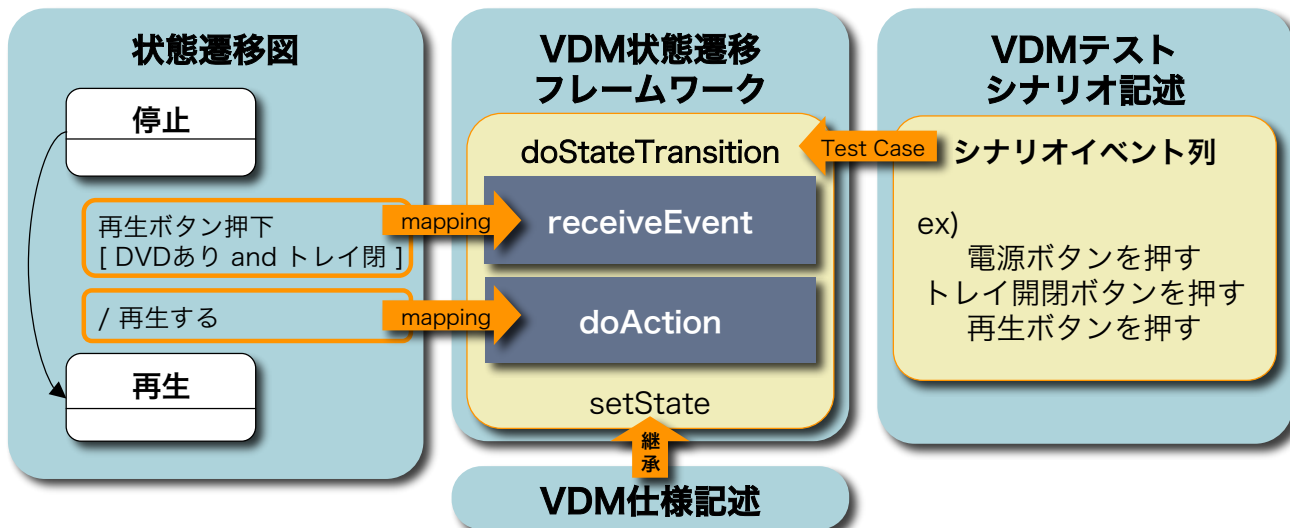 状態遷移図
停止
再生ボタン押下
[ DVDあり and トレイ閉 ]
/ 再生する
再生
mapping
mapping
VDM状態遷移
フレームワーク
doStateTransition
receiveEvent
doAction
setState
継
承
VDM仕様記述
Test Case
VDMテスト
シナリオ記述
シナリオイベント列
ex)
電源ボタンを押す
トレイ開閉ボタンを押す
再生ボタンを押す